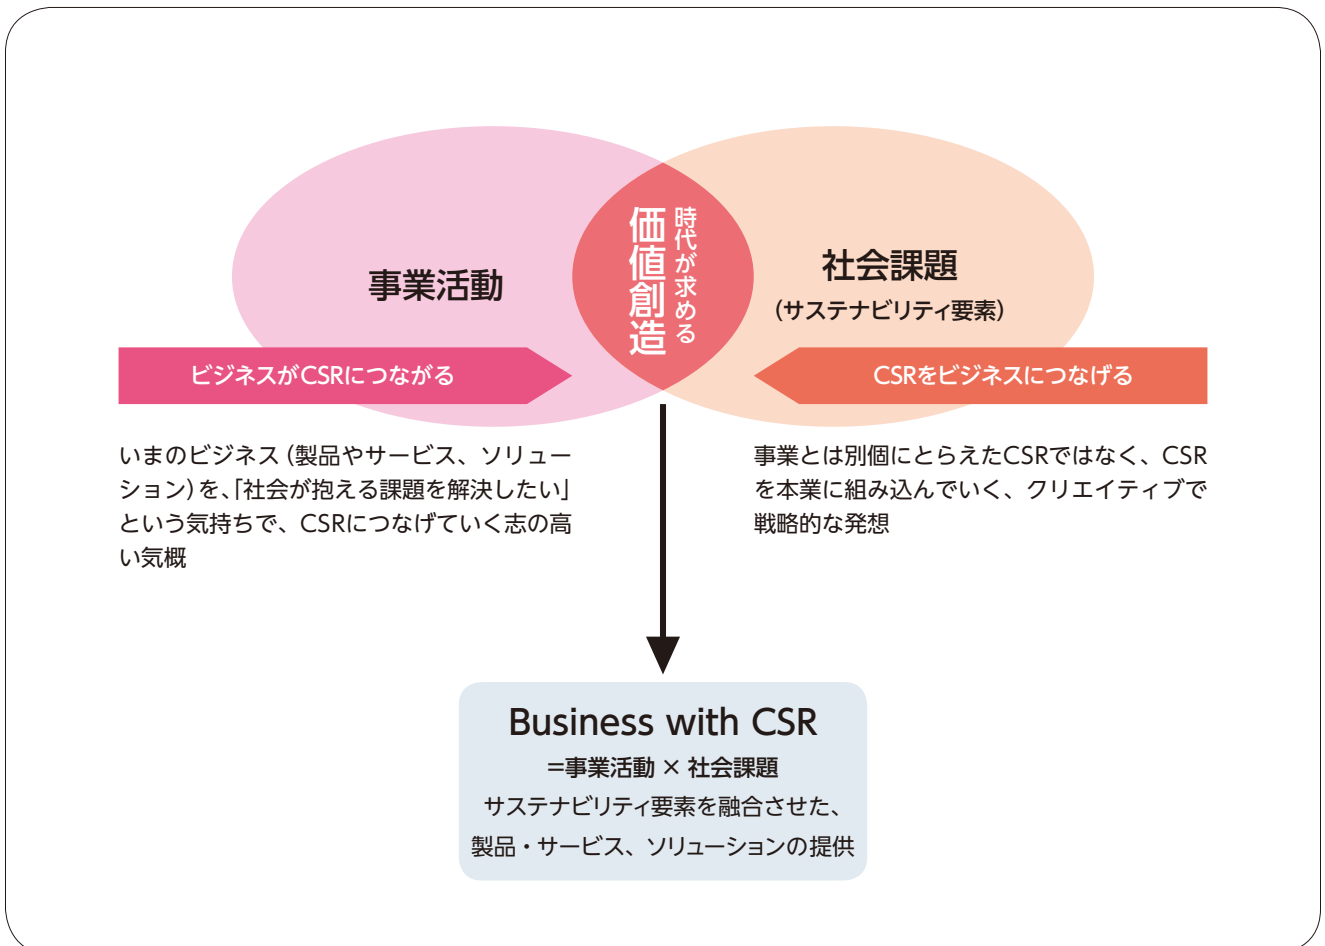 事業活動
時代が求める
価値創造
社会課題
（サステナビリティ要素）
ビジネスがCSRにつながる
CSRをビジネスにつなげる
いまのビジネス（製品やサービス、ソリュー
ション）を、「社会が抱える課題を解決したい」
という気持ちで、CSRにつなげていく志の高
い気概
事業とは別個にとらえたCSRではなく、CSR
を本業に組み込んでいく、クリエイティブで
戦略的な発想
Business with CSR
＝事業活動 × 社会課題
サステナビリティ要素を融合させた、
製品・サービス、ソリューションの提供